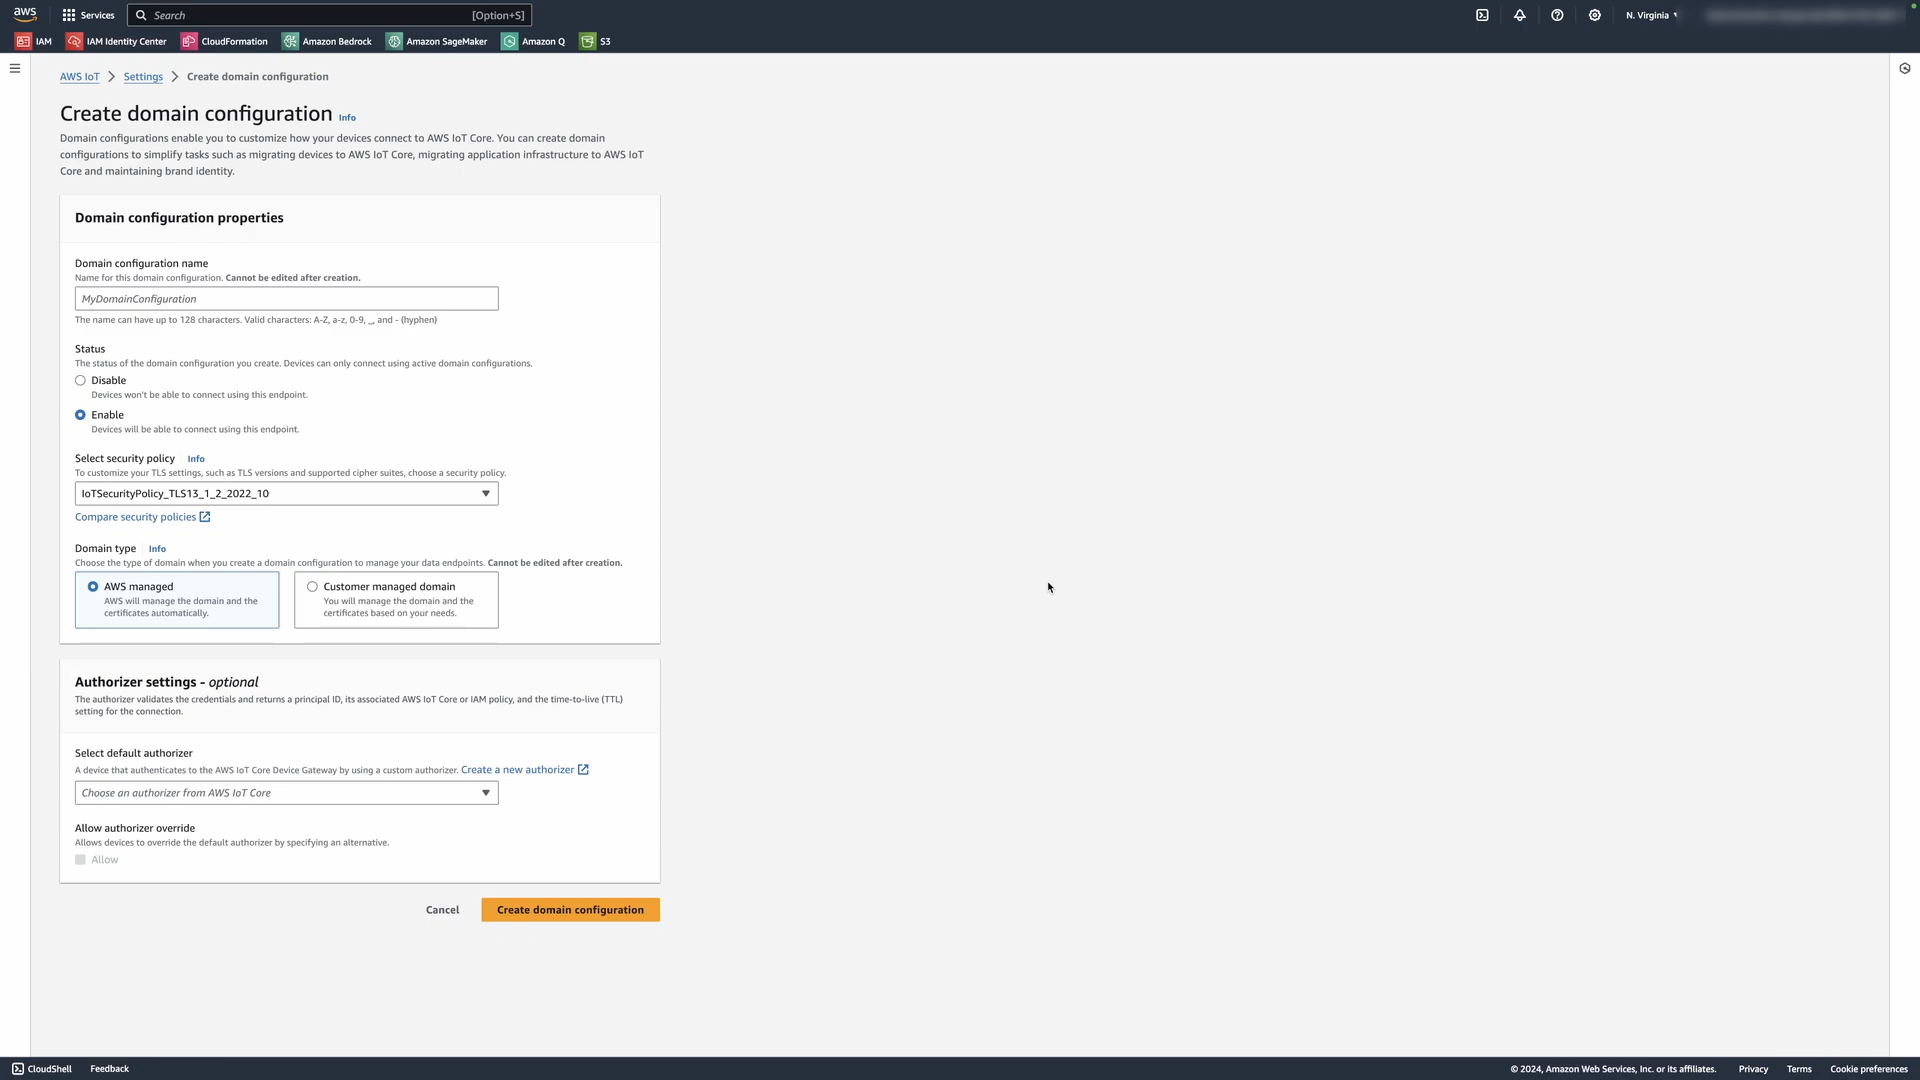 aws
Services
Search
[Option+S]
N. Virginia
IAM
IAM Identity Center
CloudFormation
Amazon Bedrock
Amazon SageMaker
Amazon Q
S3
AWS IoT
Settings
Create domain configuration
Create domain configuration Info
Domain configurations enable you to customize how your devices connect to AWS IoT Core. You can create domain
configurations to simplify tasks such as migrating devices to AWS IoT Core, migrating application infrastructure to AWS IoT
Core and maintaining brand identity.
Domain configuration properties
Domain configuration name
Name for this domain configuration. Cannot be edited after creation.
MyDomainConfiguration
The name can have up to 128 characters. Valid characters: A-Z, a-z, 0-9, _, and - (hyphen)
Status
The status of the domain configuration you create. Devices can only connect using active domain configurations.
Disable
Devices won't be able to connect using this endpoint.
Enable
Devices will be able to connect using this endpoint.
Select security policy Info
To customize your TLS settings, such as TLS versions and supported cipher suites, choose a security policy.
IoTSecurityPolicy_TLS13_1_2_2022_10
Compare security policies
Domain type Info
Choose the type of domain when you create a domain configuration to manage your data endpoints. Cannot be edited after creation.
AWS managed
AWS will manage the domain and the
certificates automatically.
Customer managed domain
You will manage the domain and the
certificates based on your needs.
Authorizer settings - optional
The authorizer validates the credentials and returns a principal ID, its associated AWS IoT Core or IAM policy, and the time-to-live (TTL)
setting for the connection.
Select default authorizer
A device that authenticates to the AWS IoT Core Device Gateway by using a custom authorizer. Create a new authorizer
Choose an authorizer from AWS IoT Core
Allow authorizer override
Allows devices to override the default authorizer by specifying an alternative.
Allow
Cancel
Create domain configuration
CloudShell
Feedback
© 2024, Amazon Web Services, Inc. or its affiliates.
Privacy
Terms
Cookie preferences